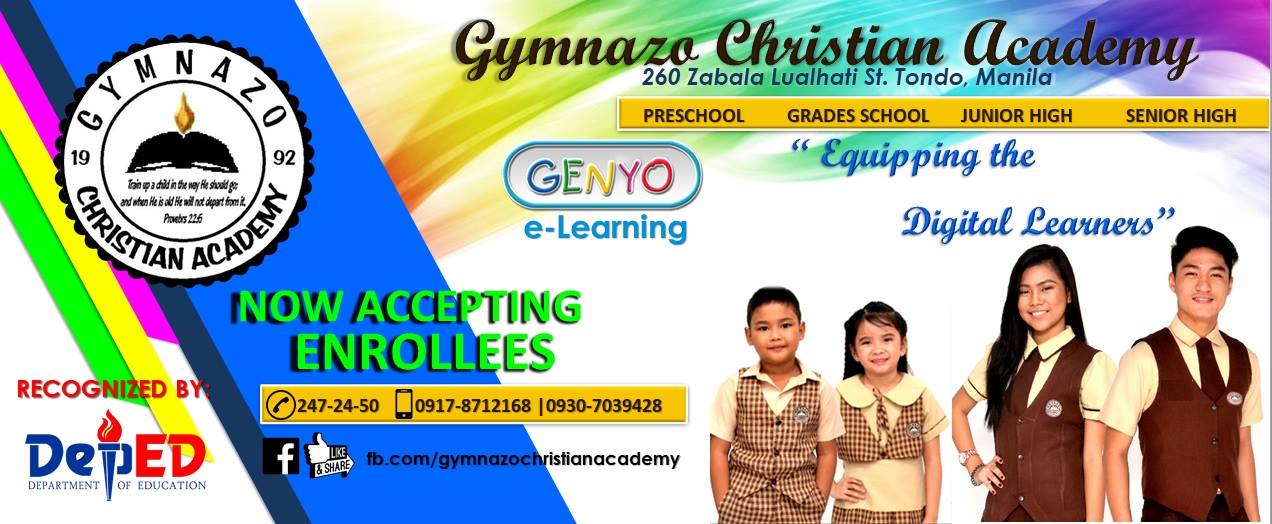 GYMNAZO
19 92
Train up a child in the way He should go;
and when He is old He will not depart from it.
Provebrs 22:6
CHRISTIAN ACADEMY
Gymnazo Christian Academy
260 Zabala Lualhati St. Tondo, Manila
PRESCHOOL GRADES SCHOOL JUNIOR HIGH SENIOR HIGH
GENYO
e-Learning
“ Equipping the
Digital Learners”
NOW ACCEPTING
ENROLLEES
RECOGNIZED BY:
DepED
DEPARTMENT OF EDUCATION
247-24-50 0917-8712168 |0930-7039428
f LIKE
& SHARE
fb.com/gymnazochristianacademy